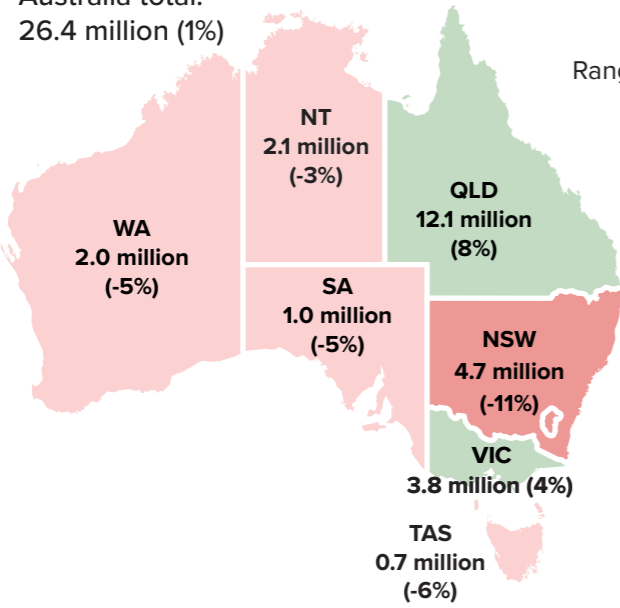 Australia total:
26.4 million (1%)
Rang
NT
2.1 million
(-3%)
QLD
12.1 million
(8%)
WA
2.0 million
(-5%)
SA
1.0 million
(-5%)
NSW
4.7 million
(-11%)
VIC
3.8 million (4%)
TAS
0.7 million
(-6%)